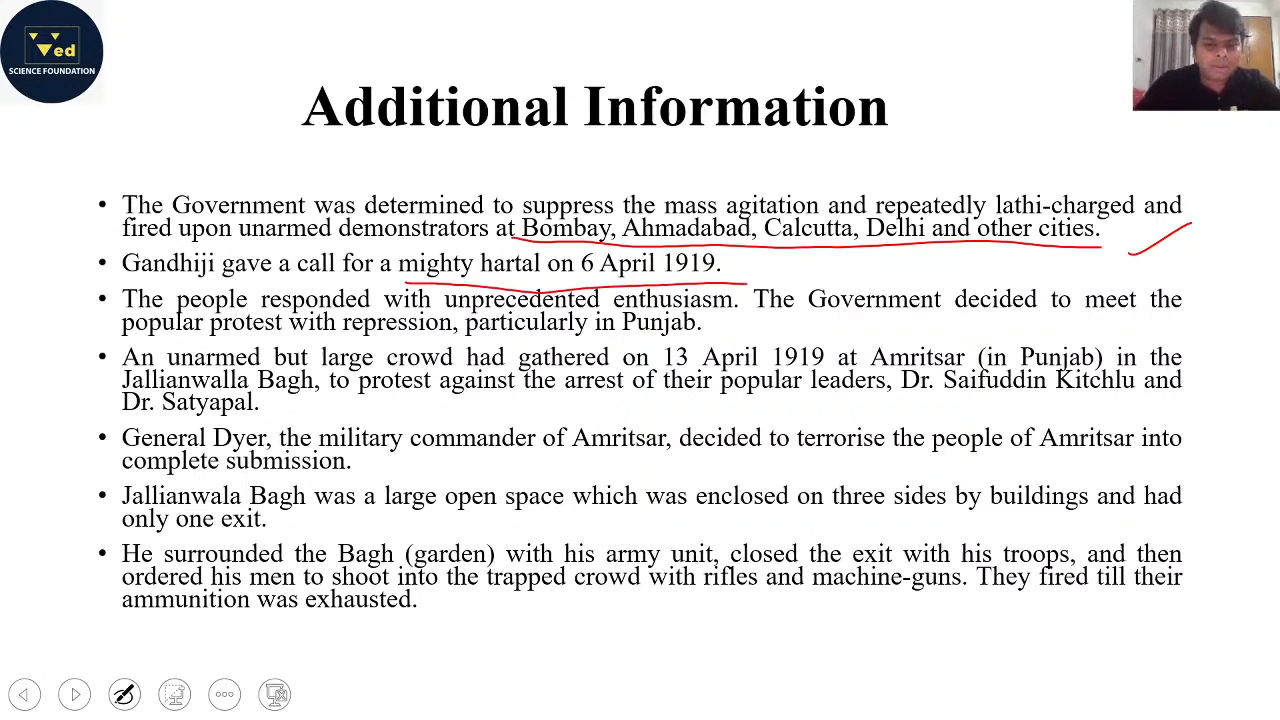 ed
SCIENCE FOUNDATION
Additional Information
• The Government was determined to suppress the mass agitation and repeatedly lathi-charged and
fired upon unarmed demonstrators at Bombay, Ahmadabad, Calcutta, Delhi and other cities.
• Gandhiji gave a call for a mighty hartal on 6 April 1919.
• The people responded with unprecedented enthusiasm. The Government decided to meet the
popular protest with repression, particularly in Punjab.
• An unarmed but large crowd had gathered on 13 April 1919 at Amritsar (in Punjab) in the
Jallianwalla Bagh, to protest against the arrest of their popular leaders, Dr. Saifuddin Kitchlu and
Dr. Satyapal.
• General Dyer, the military commander of Amritsar, decided to terrorise the people of Amritsar into
complete submission.
• Jallianwala Bagh was a large open space which was enclosed on three sides by buildings and had
only one exit.
• He surrounded the Bagh (garden) with his army unit, closed the exit with his troops, and then
ordered his men to shoot into the trapped crowd with rifles and machine-guns. They fired till their
ammunition was exhausted.